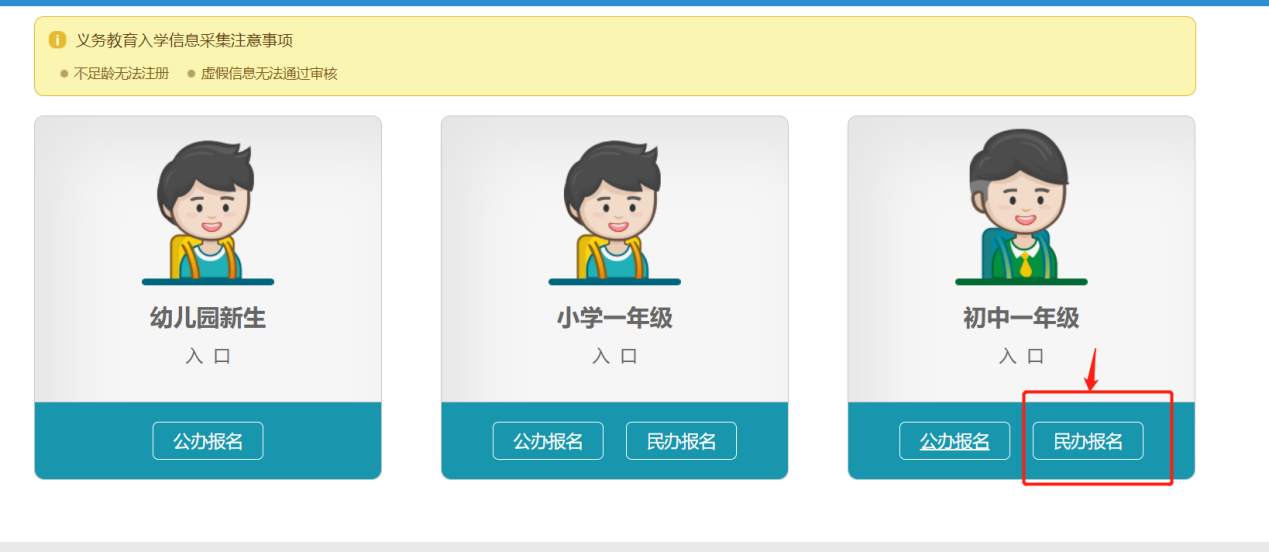 义务教育入学信息采集注意事项
不足龄无法注册 虚假信息无法通过审核
幼儿园新生
入口
公办报名
小学一年级
入口
公办报名 民办报名
初中一年级
入口
公办报名 民办报名